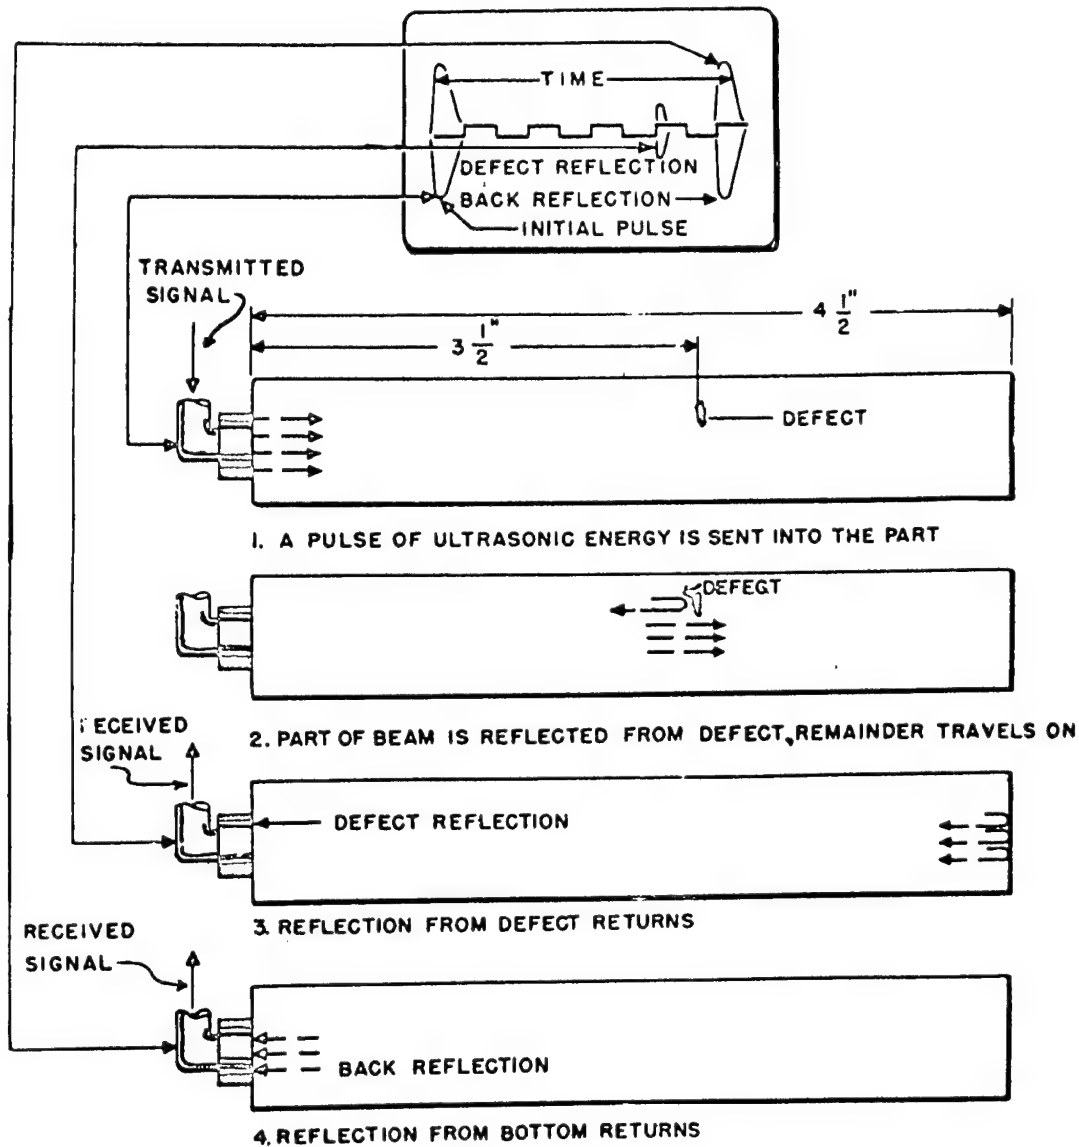 TIME
DEFECT REFLECTION
BACK REFLECTION
INITIAL PULSE
TRANSMITTED
SIGNAL
4 1/2"
3 1/2"
DEFECT
1. A PULSE OF ULTRASONIC ENERGY IS SENT INTO THE PART
DEFECT
2. PART OF BEAM IS REFLECTED FROM DEFECT, REMAINDER TRAVELS ON
RECEIVED
SIGNAL
DEFECT REFLECTION
3. REFLECTION FROM DEFECT RETURNS
RECEIVED
SIGNAL
BACK REFLECTION
4. REFLECTION FROM BOTTOM RETURNS